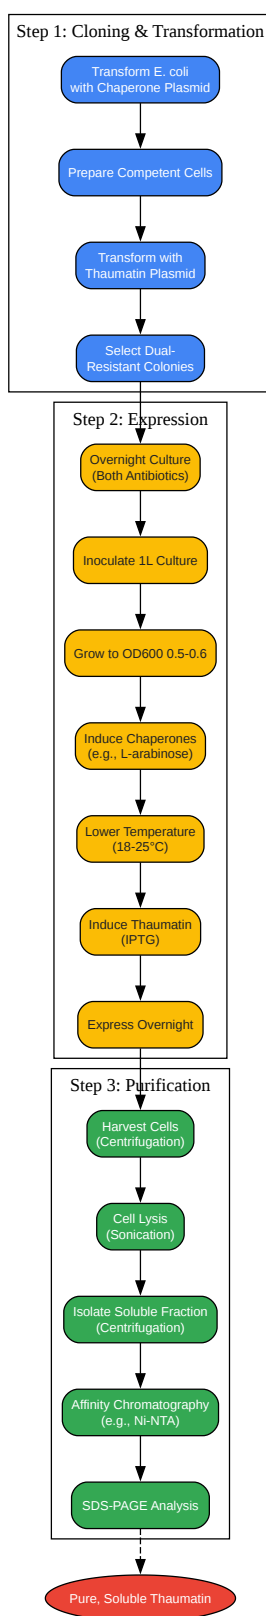 Step 1: Cloning & Transformation
Transform E. coli
with Chaperone Plasmid
Prepare Competent Cells
Transform with
Thaumatin Plasmid
Select Dual-
Resistant Colonies
Step 2: Expression
Overnight Culture
(Both Antibiotics)
Inoculate 1L Culture
Grow to OD600 0.5-0.6
Induce Chaperones
(e.g., L-arabinose)
Lower Temperature
(18-25°C)
Induce Thaumatin
(IPTG)
Express Overnight
Step 3: Purification
Harvest Cells
(Centrifugation)
Cell Lysis
(Sonication)
Isolate Soluble Fraction
(Centrifugation)
Affinity Chromatography
(e.g., Ni-NTA)
SDS-PAGE Analysis
Pure, Soluble Thaumatin